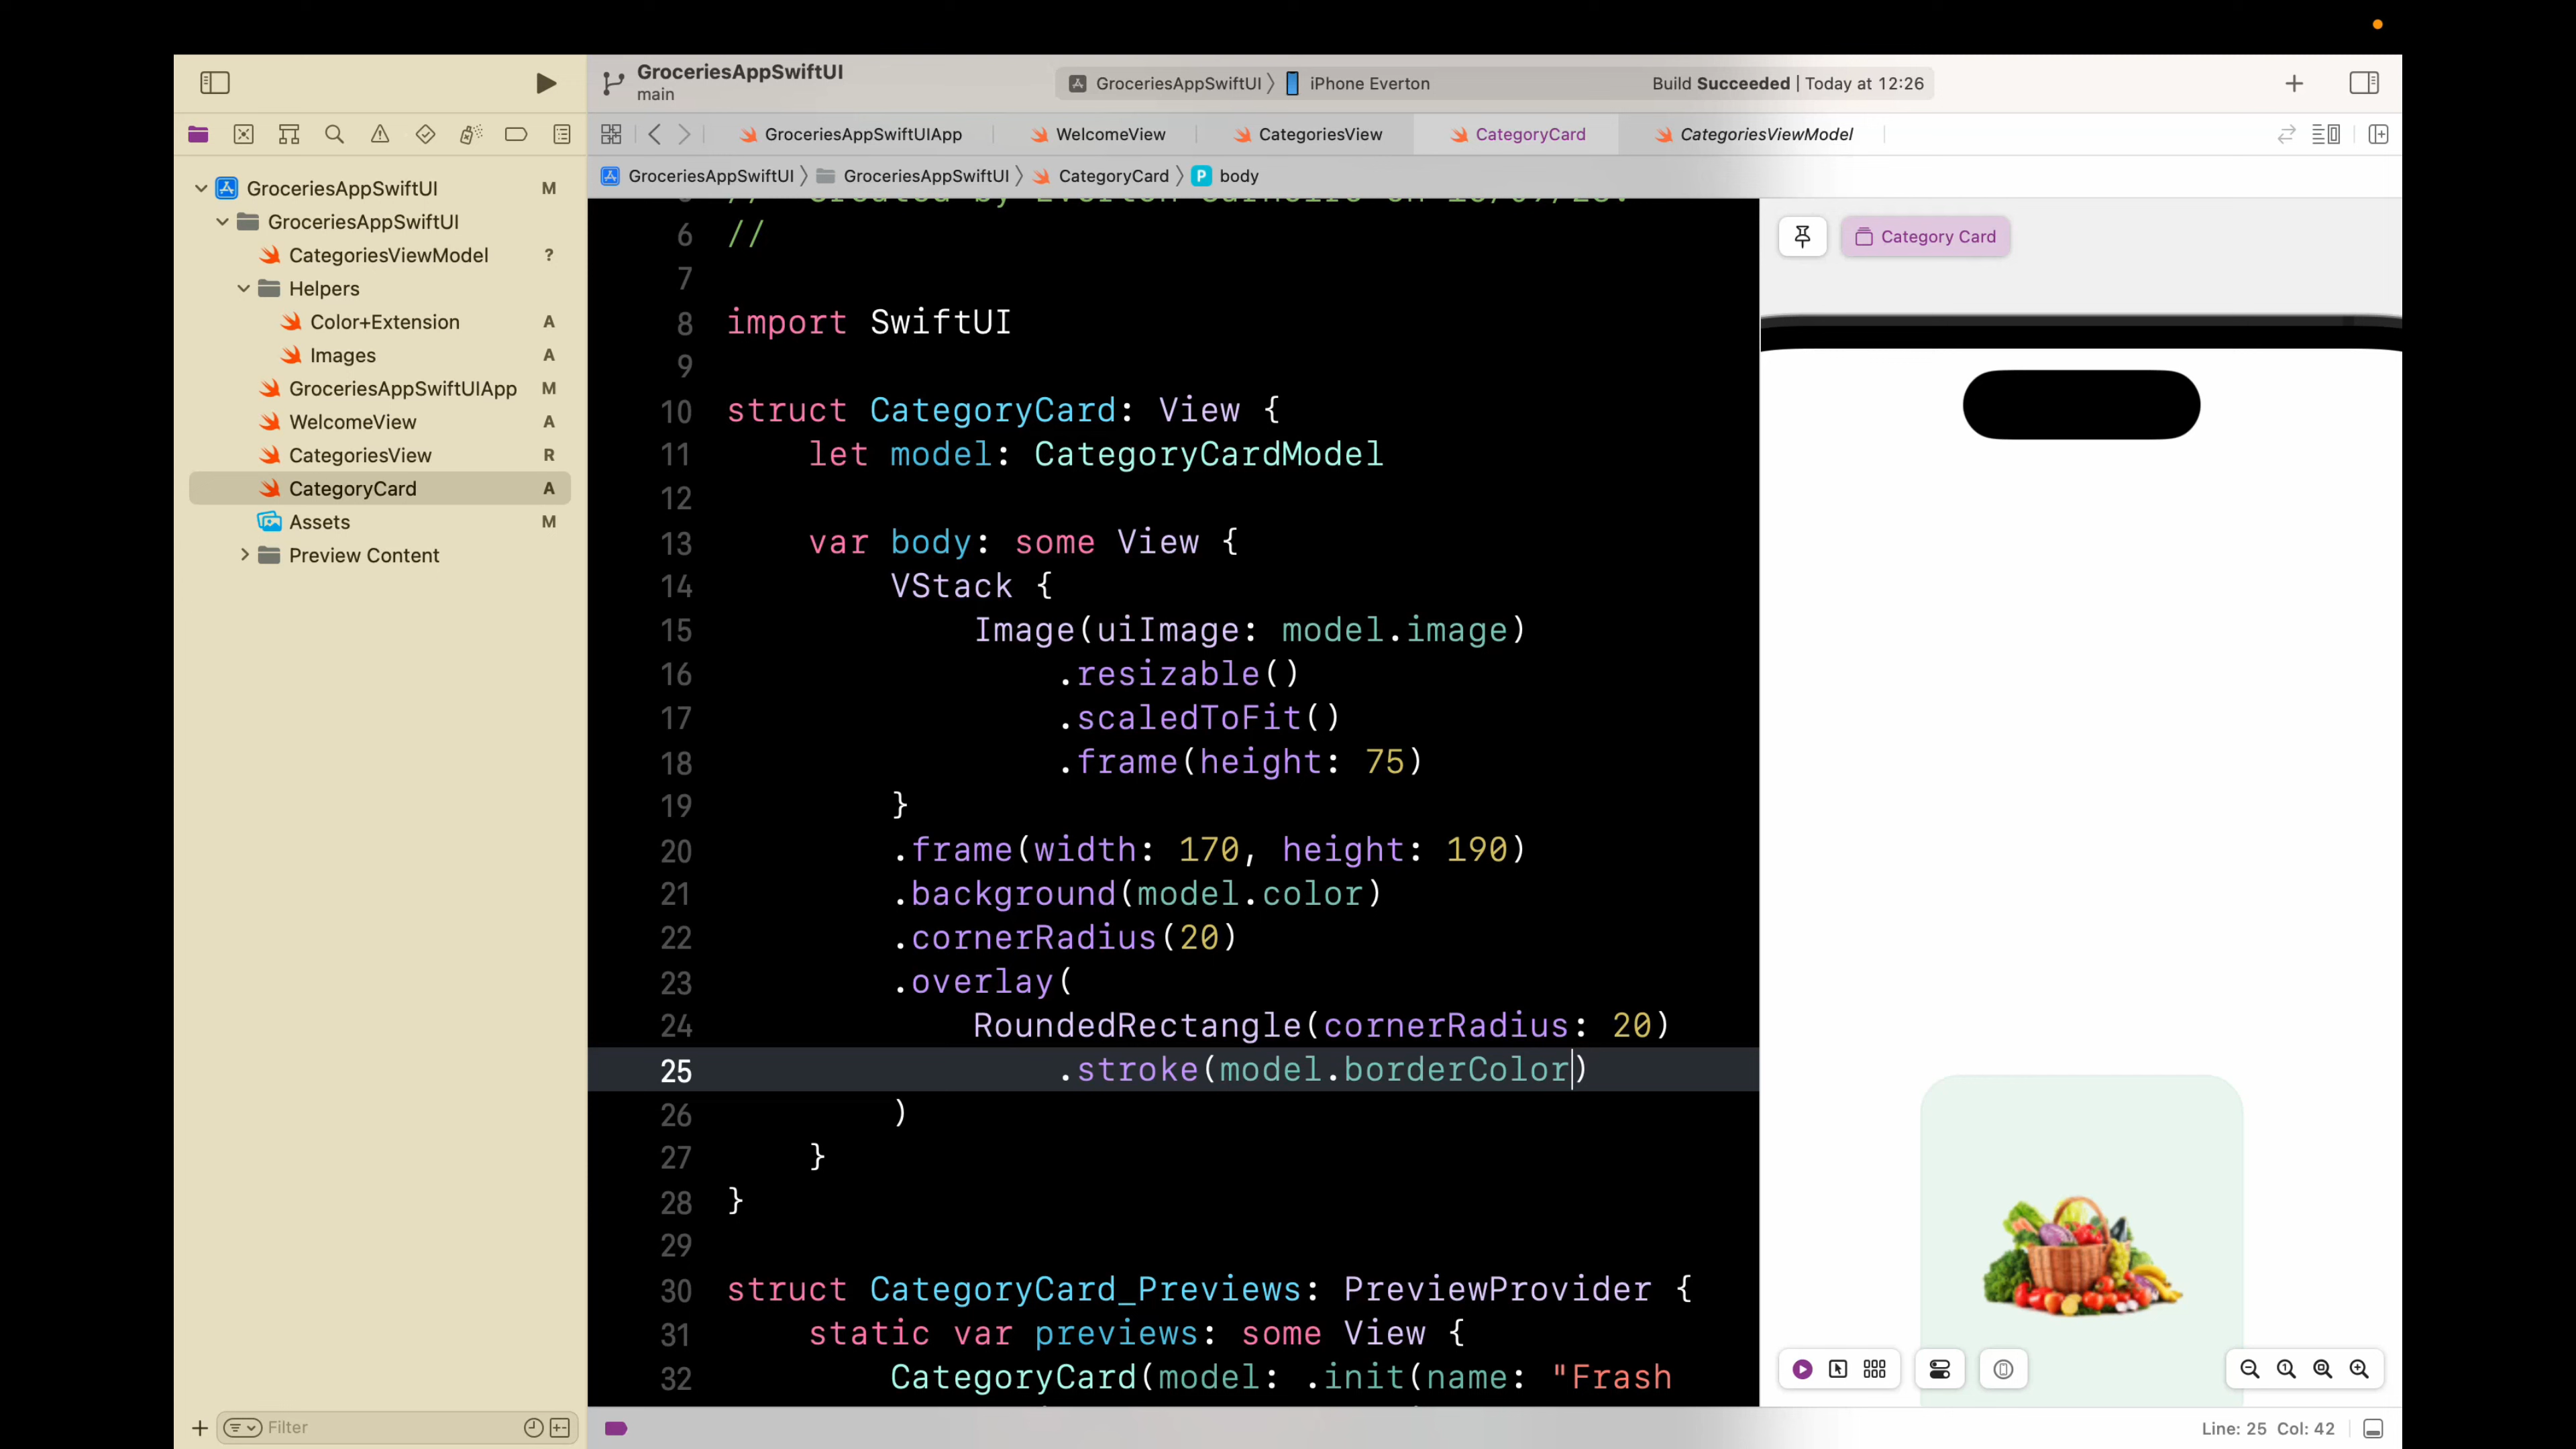 GroceriesAppSwiftUI
main
GroceriesAppSwiftUI
iPhone Everton
Build Succeeded | Today at 12:26
GroceriesAppSwiftUIApp
WelcomeView
CategoriesView
CategoryCard
CategoriesViewModel
GroceriesAppSwiftUI
GroceriesAppSwiftUI
CategoryCard
P body
GroceriesAppSwiftUI M
GroceriesAppSwiftUI
CategoriesViewModel ?
Helpers
Color+Extension A
Images A
GroceriesAppSwiftUIApp M
WelcomeView A
CategoriesView R
CategoryCard A
Assets M
Preview Content
6 //
7
8 import SwiftUI
9
10 struct CategoryCard: View {
11 let model: CategoryCardModel
12
13 var body: some View {
14 VStack {
15 Image(uiImage: model.image)
16 .resizable()
17 .scaledToFit()
18 .frame(height: 75)
19 }
20 .frame(width: 170, height: 190)
21 .background(model.color)
22 .cornerRadius(20)
23 .overlay(
24 RoundedRectangle(cornerRadius: 20)
25 .stroke(model.borderColor)
26 )
27 }
28 }
29
30 struct CategoryCard_Previews: PreviewProvider {
31 static var previews: some View {
32 CategoryCard(model: .init(name: "Frash
Category Card
Filter
Line: 25 Col: 42